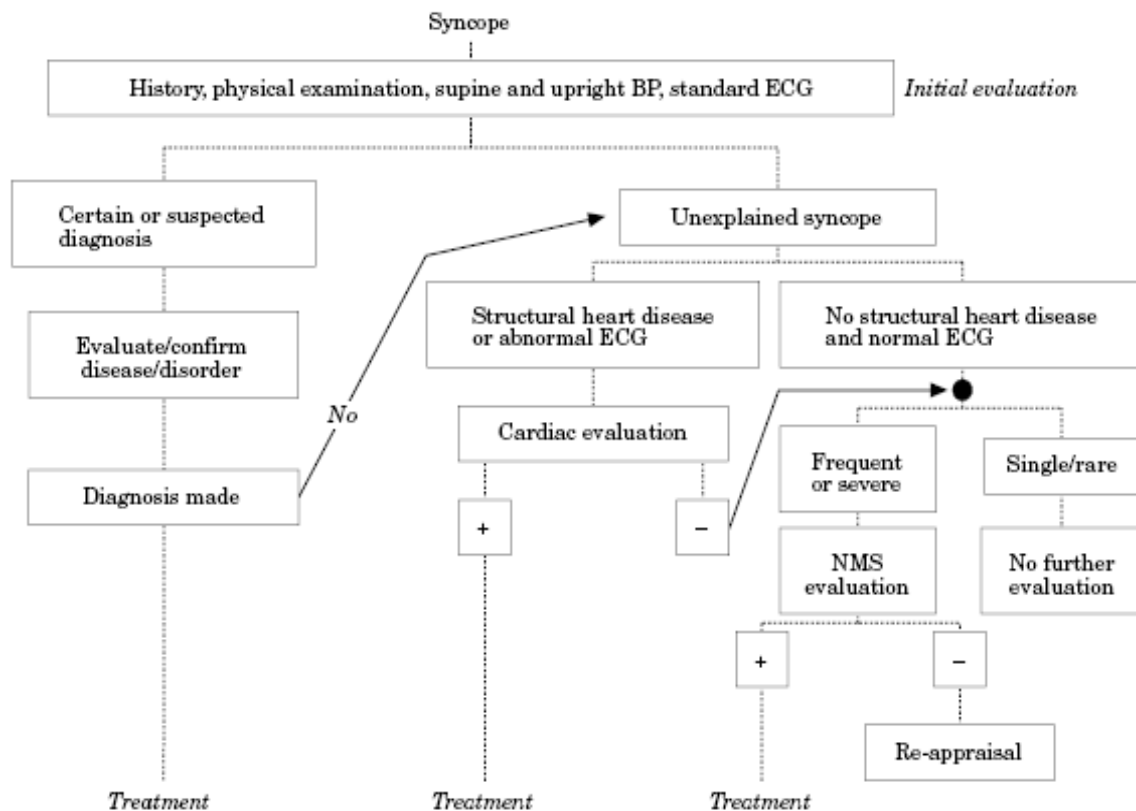 Syncope
History, physical examination, supine and upright BP, standard ECG
Initial evaluation
Certain or suspected
diagnosis
Unexplained syncope
Structural heart disease
or abnormal ECG
No structural heart disease
and normal ECG
Evaluate/confirm
disease/disorder
No
Cardiac evaluation
Frequent
or severe
Single/rare
Diagnosis made
+
–
NMS
evaluation
No further
evaluation
+
–
Re-appraisal
Treatment
Treatment
Treatment